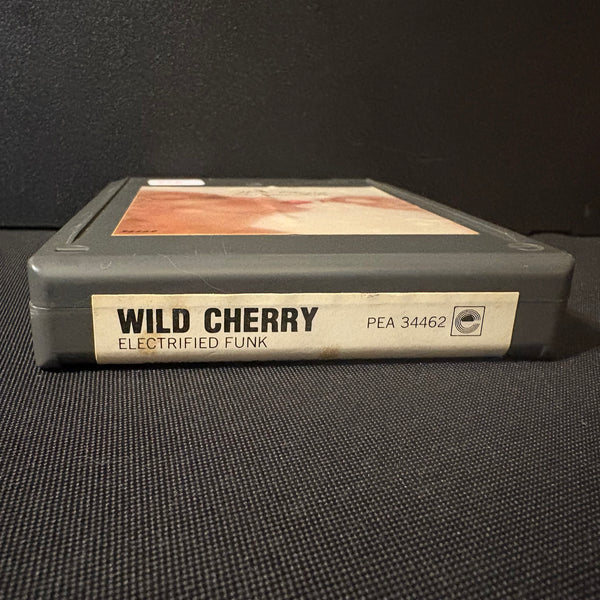 WILD CHERRY
ELECTRIFIED FUNK
PEA 34462